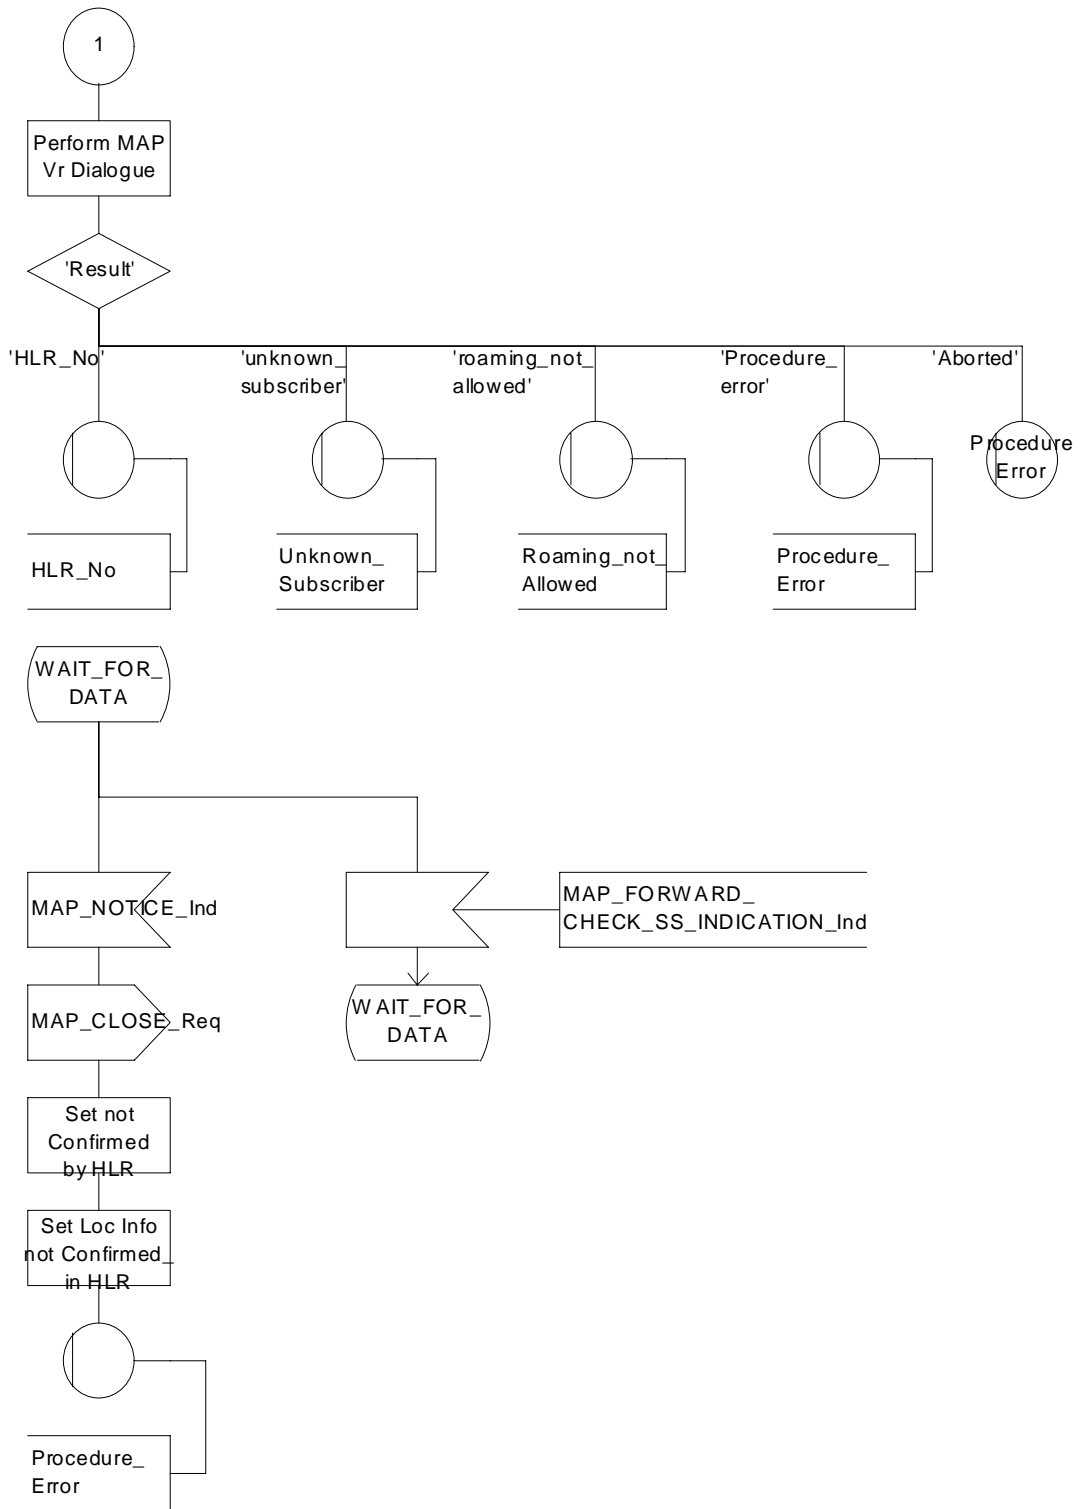 1
Perform MAP
Vr Dialogue
'Result'
'HLR_No'
'unknown_
subscriber'
'roaming_not_
allowed'
'Procedure_
error'
'Aborted'
Procedure
Error
HLR_No
Unknown_
Subscriber
Roaming_not_
Allowed
Procedure_
Error
WAIT_FOR_
DATA
MAP_NOTICE_Ind
MAP_FORWARD_
CHECK_SS_INDICATION_Ind
MAP_CLOSE_Req
WAIT_FOR_
DATA
Set not
Confirmed
by HLR
Set Loc Info
not Confirmed_
in HLR
Procedure_
Error